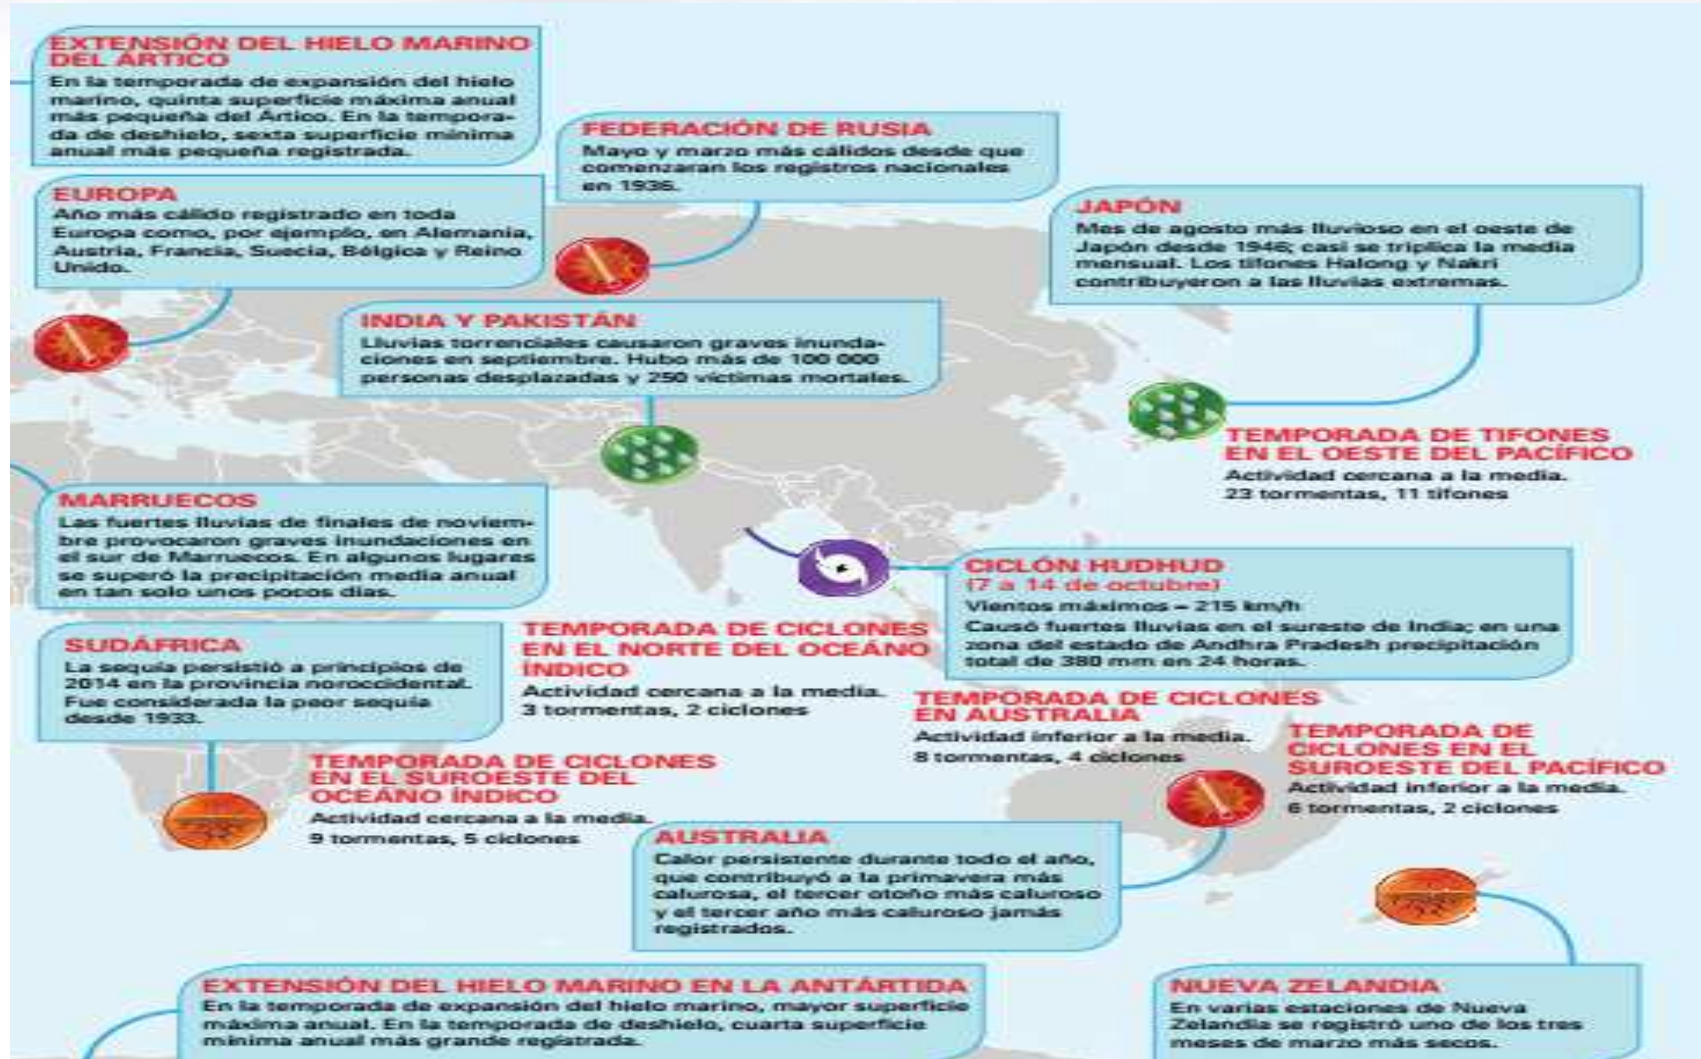 EXTENSIÓN DEL HIELO MARINO
DEL ÁRTICO
En la temporada de expansión del hielo
marino, quinta superficie máxima anual
más pequeña del Ártico. En la tempora-
da de deshielo, sexta superficie mínima
anual más pequeña registrada.
FEDERACIÓN DE RUSIA
Mayo y marzo más cálidos desde que
comenzaran los registros nacionales
en 1936.
EUROPA
Año más cálido registrado en toda
Europa como, por ejemplo, en Alemania,
Austria, Francia, Suecia, Bélgica y Reino
Unido.
JAPÓN
Mes de agosto más lluvioso en el oeste de
Japón desde 1946; casi se triplica la media
mensual. Los tifones Halong y Nakri
contribuyeron a las lluvias extremas.
INDIA Y PAKISTÁN
Lluvias torrenciales causaron graves inunda-
ciones en septiembre. Hubo más de 100 000
personas desplazadas y 250 víctimas mortales.
TEMPORADA DE TIFONES
EN EL OESTE DEL PACÍFICO
Actividad cercana a la media.
23 tormentas, 11 tifones
MARRUECOS
Las fuertes lluvias de finales de noviem-
bre provocaron graves inundaciones en
el sur de Marruecos. En algunos lugares
se superó la precipitación media anual
en tan solo unos pocos días.
CICLÓN HUDHUD
(7 a 14 de octubre)
Vientos máximos – 215 km/h
Causó fuertes lluvias en el sureste de India; en una
zona del estado de Andhra Pradesh precipitación
total de 380 mm en 24 horas.
SUDÁFRICA
La sequía persistió a principios de
2014 en la provincia noroccidental.
Fue considerada la peor sequía
desde 1933.
TEMPORADA DE CICLONES
EN EL NORTE DEL OCEÁNO
ÍNDICO
Actividad cercana a la media.
3 tormentas, 2 ciclones
TEMPORADA DE CICLONES
EN AUSTRALIA
Actividad inferior a la media.
8 tormentas, 4 ciclones
TEMPORADA DE
CICLONES EN EL
SUROESTE DEL PACÍFICO
Actividad inferior a la media.
6 tormentas, 2 ciclones
TEMPORADA DE CICLONES
EN EL SUROESTE DEL
OCEÁNO ÍNDICO
Actividad cercana a la media.
9 tormentas, 5 ciclones
AUSTRALIA
Calor persistente durante todo el año,
que contribuyó a la primavera más
calurosa, el tercer otoño más caluroso
y el tercer año más caluroso jamás
registrados.
EXTENSIÓN DEL HIELO MARINO EN LA ANTÁRTIDA
En la temporada de expansión del hielo marino, mayor superficie
máxima anual. En la temporada de deshielo, cuarta superficie
mínima anual más grande registrada.
NUEVA ZELANDIA
En varias estaciones de Nueva
Zelandia se registró uno de los tres
meses de marzo más secos.